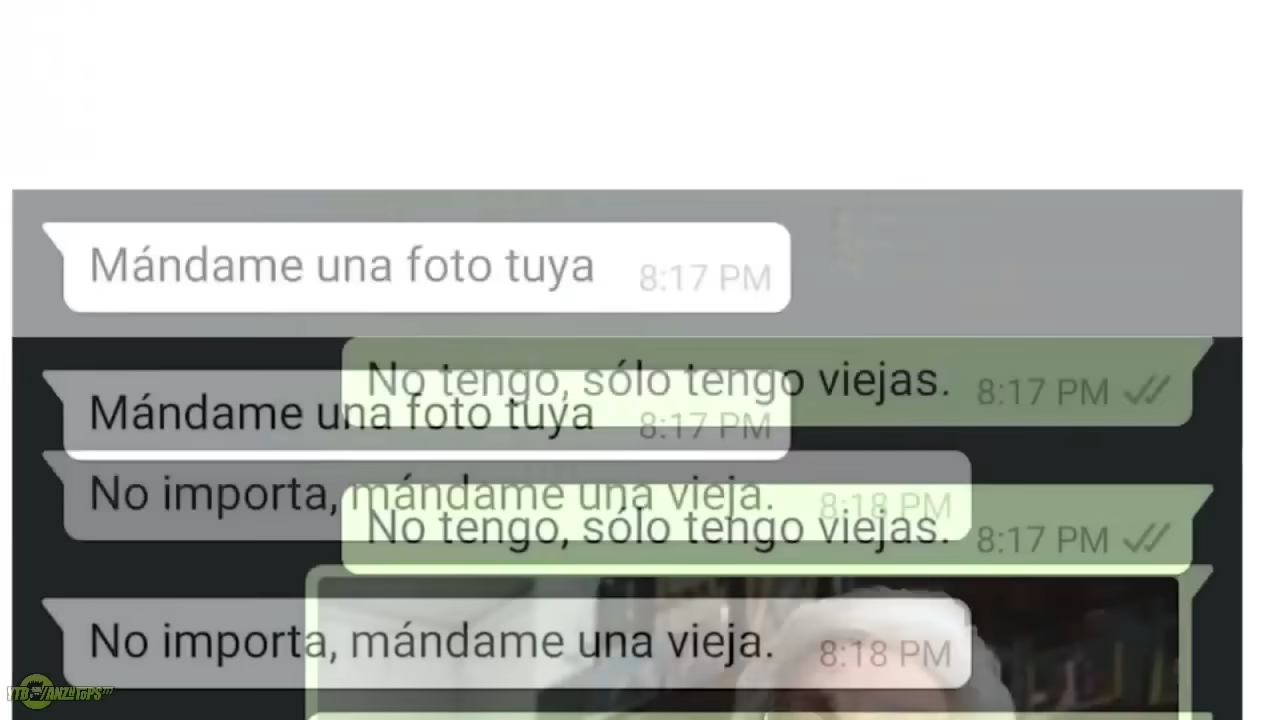 Mándame una foto tuya 8:17 PM
No tengo, sólo tengo viejas. 8:17 PM
Mándame una foto tuya 8:17 PM
No importa, mándame una vieja. 8:18 PM
No tengo, sólo tengo viejas. 8:17 PM
No importa, mándame una vieja. 8:18 PM